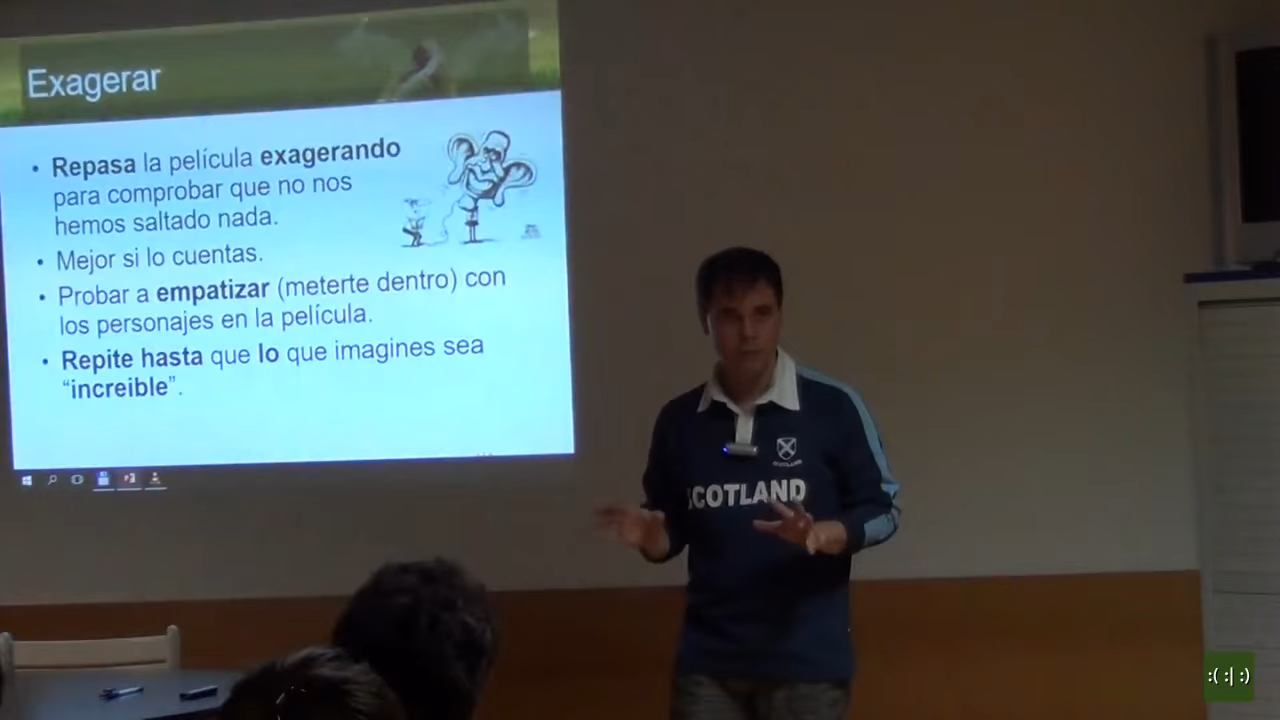 Exagerar
• Repasa la película exagerando
para comprobar que no nos
hemos saltado nada.
• Mejor si lo cuentas.
• Probar a empatizar (meterte dentro) con
los personajes en la película.
• Repite hasta que lo que imagines sea
“increible”.
SCOTLAND
SCOTLAND
:( :| :)